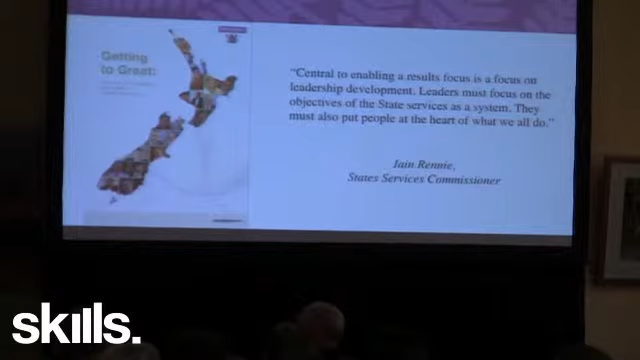 Getting
to Great:
“Central to enabling a results focus is a focus on
leadership development. Leaders must focus on the
objectives of the State services as a system. They
must also put people at the heart of what we all do.”
Iain Rennie,
States Services Commissioner
skills.